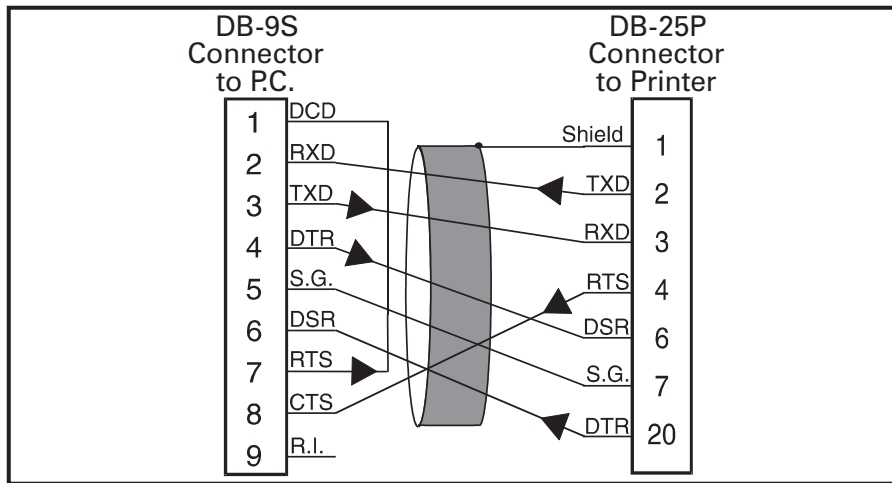 DB-9S
Connector
to P.C.
DB-25P
Connector
to Printer
1 DCD
2 RXD
3 TXD
4 DTR
5 S.G.
6 DSR
7 RTS
8 CTS
9 R.I.
Shield 1
TXD 2
RXD 3
RTS 4
DSR 6
S.G. 7
DTR 20